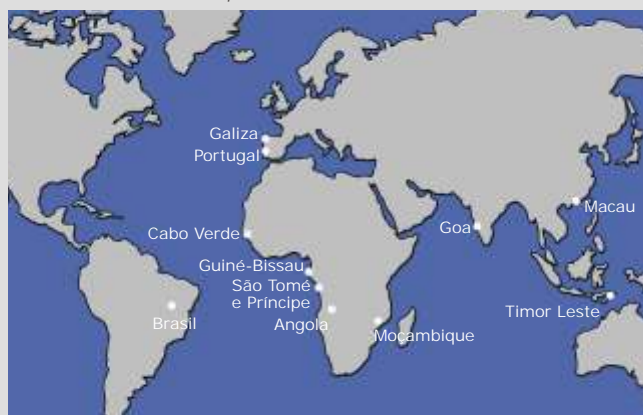 Galiza
Portugal
Macau
Goa
Cabo Verde
Guiné-Bissau
São Tomé
e Príncipe
Timor Leste
Brasil
Angola
Moçambique